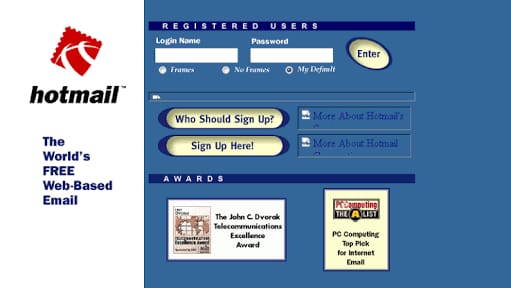 hotmail™
The
World's
FREE
Web-Based
Email
REGISTERED USERS
Login Name
Password
Enter
Frames
No Frames
My Default
Who Should Sign Up?
More About Hotmail's
Sign Up Here!
More About Hotmail
AWARDS
The John C. Dvorak
Telecommunications
Excellence
Award
PC Computing
THE A LIST
PC Computing
Top Pick
for Internet
Email